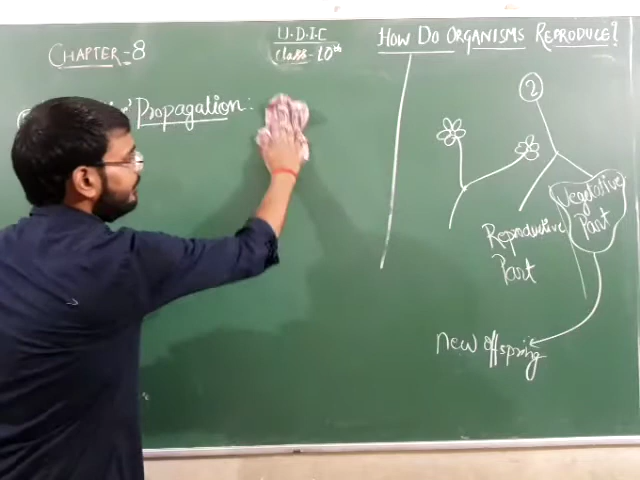 CHAPTER-8
U.D.I.C
Class-10th
HOW DO ORGANISMS REPRODUCE?
Propagation:
2
Vegetative
Part
Reproductive
Part
New offspring